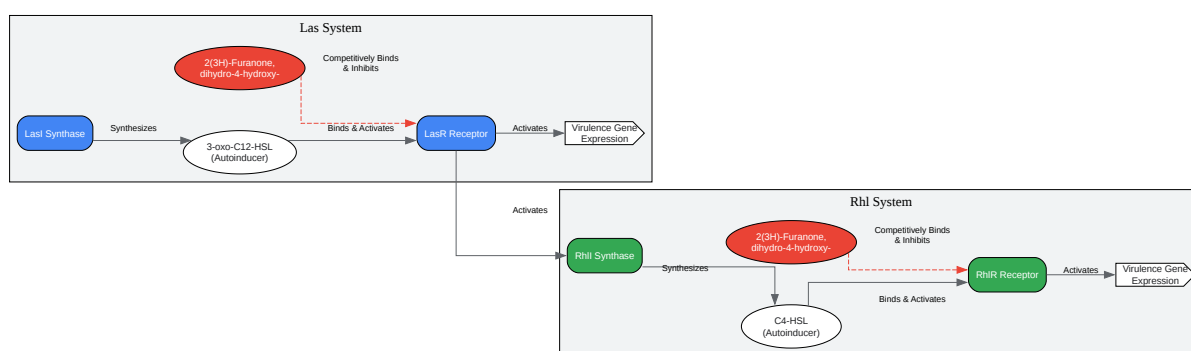 Las System
2(3H)-Furanone,
dihydro-4-hydroxy-
Competitively Binds
& Inhibits
LasI Synthase
Synthesizes
3-oxo-C12-HSL
(Autoinducer)
Binds & Activates
LasR Receptor
Activates
Virulence Gene
Expression
Activates
Rhl System
2(3H)-Furanone,
dihydro-4-hydroxy-
Competitively Binds
& Inhibits
RhlI Synthase
Synthesizes
C4-HSL
(Autoinducer)
Binds & Activates
RhlR Receptor
Activates
Virulence Gene
Expression